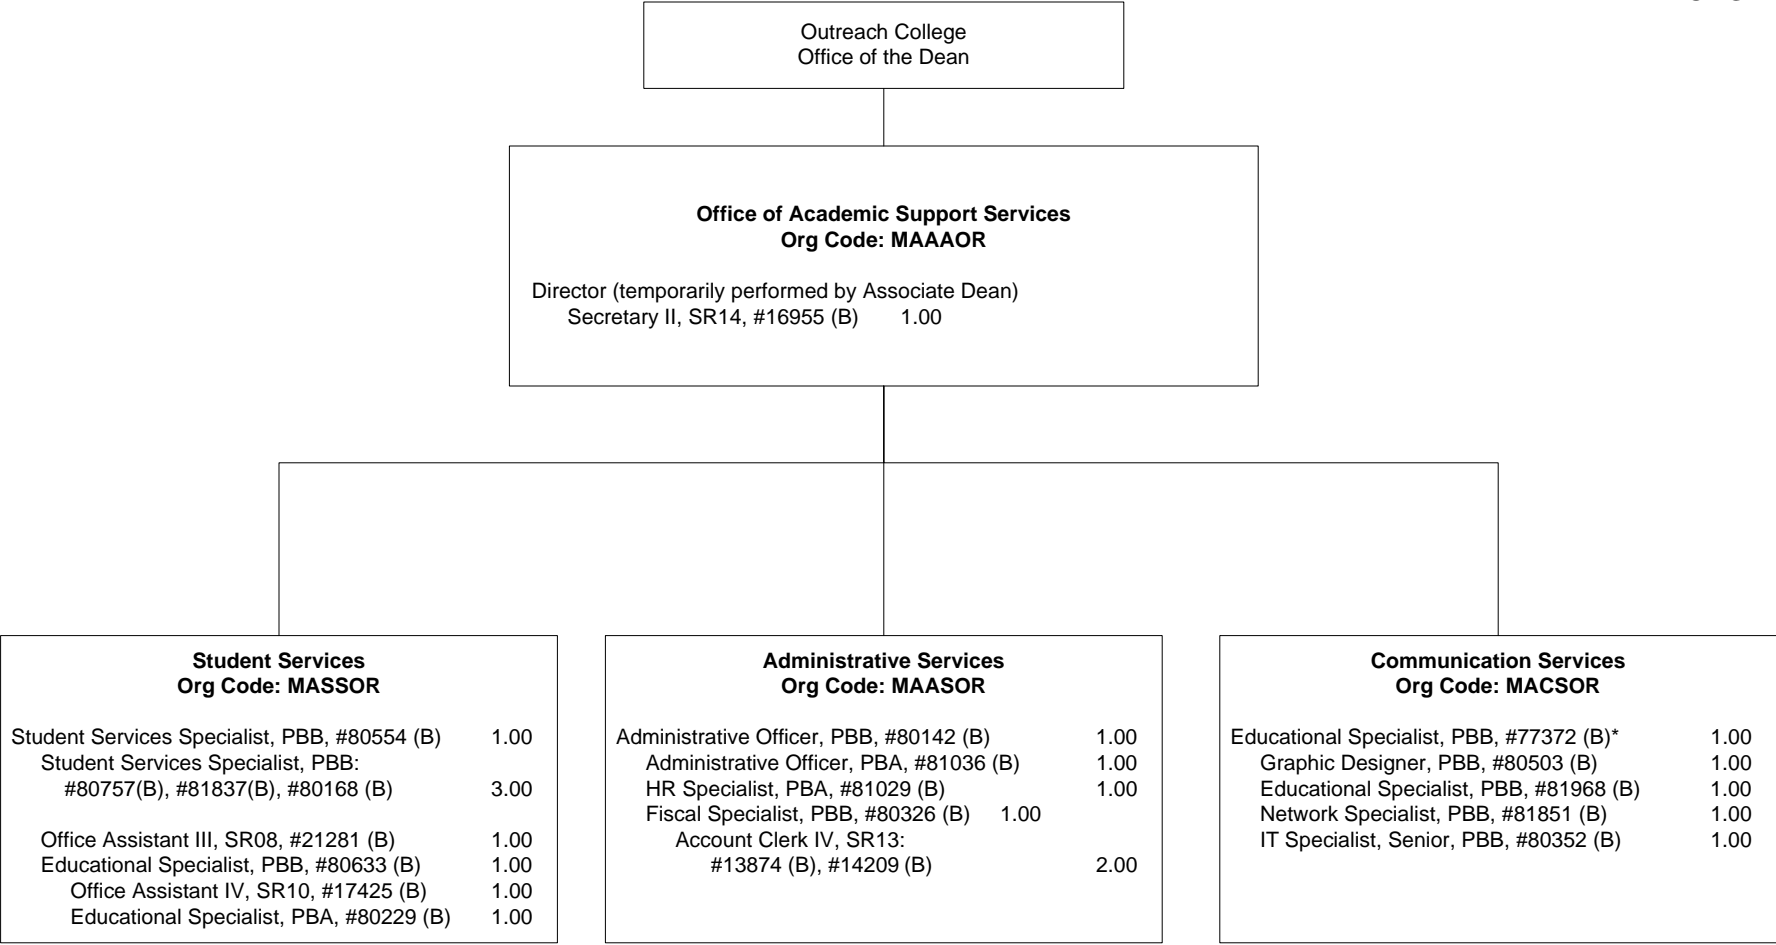 Outreach College
Office of the Dean
Office of Academic Support Services
Org Code: MAAAOR
Director (temporarily performed by Associate Dean)
Secretary II, SR14, #16955 (B) 1.00
Student Services
Org Code: MASSOR
Student Services Specialist, PBB, #80554 (B) 1.00
Student Services Specialist, PBB:
#80757(B), #81837(B), #80168 (B) 3.00
Office Assistant III, SR08, #21281 (B) 1.00
Educational Specialist, PBB, #80633 (B) 1.00
Office Assistant IV, SR10, #17425 (B) 1.00
Educational Specialist, PBA, #80229 (B) 1.00
Administrative Services
Org Code: MAASOR
Administrative Officer, PBB, #80142 (B) 1.00
Administrative Officer, PBA, #81036 (B) 1.00
HR Specialist, PBA, #81029 (B) 1.00
Fiscal Specialist, PBB, #80326 (B) 1.00
Account Clerk IV, SR13:
#13874 (B), #14209 (B) 2.00
Communication Services
Org Code: MACSOR
Educational Specialist, PBB, #77372 (B)* 1.00
Graphic Designer, PBB, #80503 (B) 1.00
Educational Specialist, PBB, #81968 (B) 1.00
Network Specialist, PBB, #81851 (B) 1.00
IT Specialist, Senior, PBB, #80352 (B) 1.00